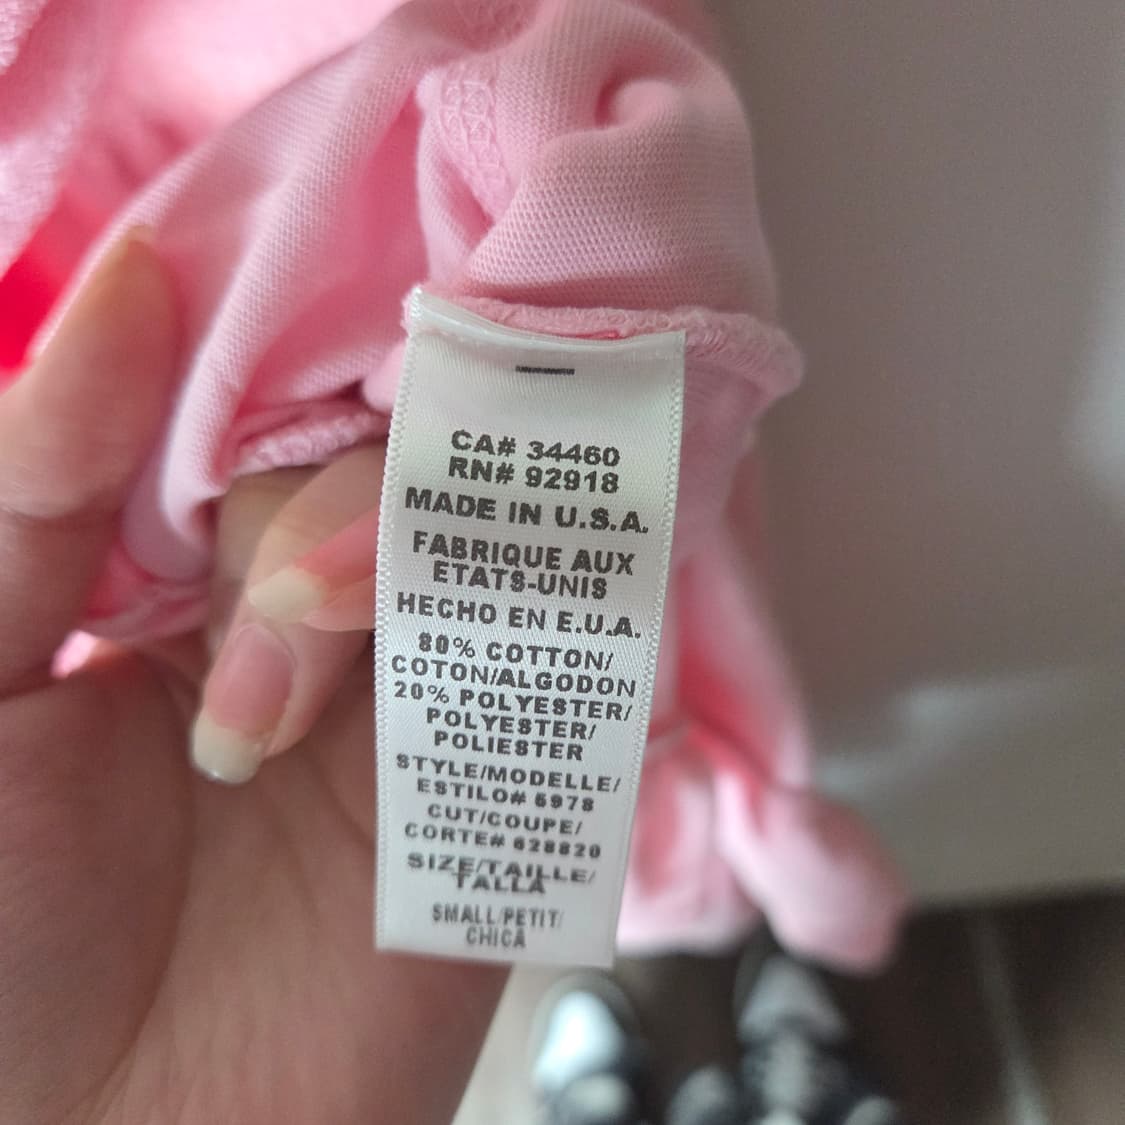 CA# 34460
RN# 92918
MADE IN U.S.A.
FABRIQUE AUX
ETATS-UNIS
HECHO EN E.U.A.
80% COTTON/
COTON/ALGODON
20% POLYESTER/
POLYESTER/
POLIESTER
STYLE/MODELLE/
ESTILO# 5978
CUT/COUPE/
CORTE# 628820
SIZE/TAILLE/
TALLA
SMALL/PETIT/
CHICA